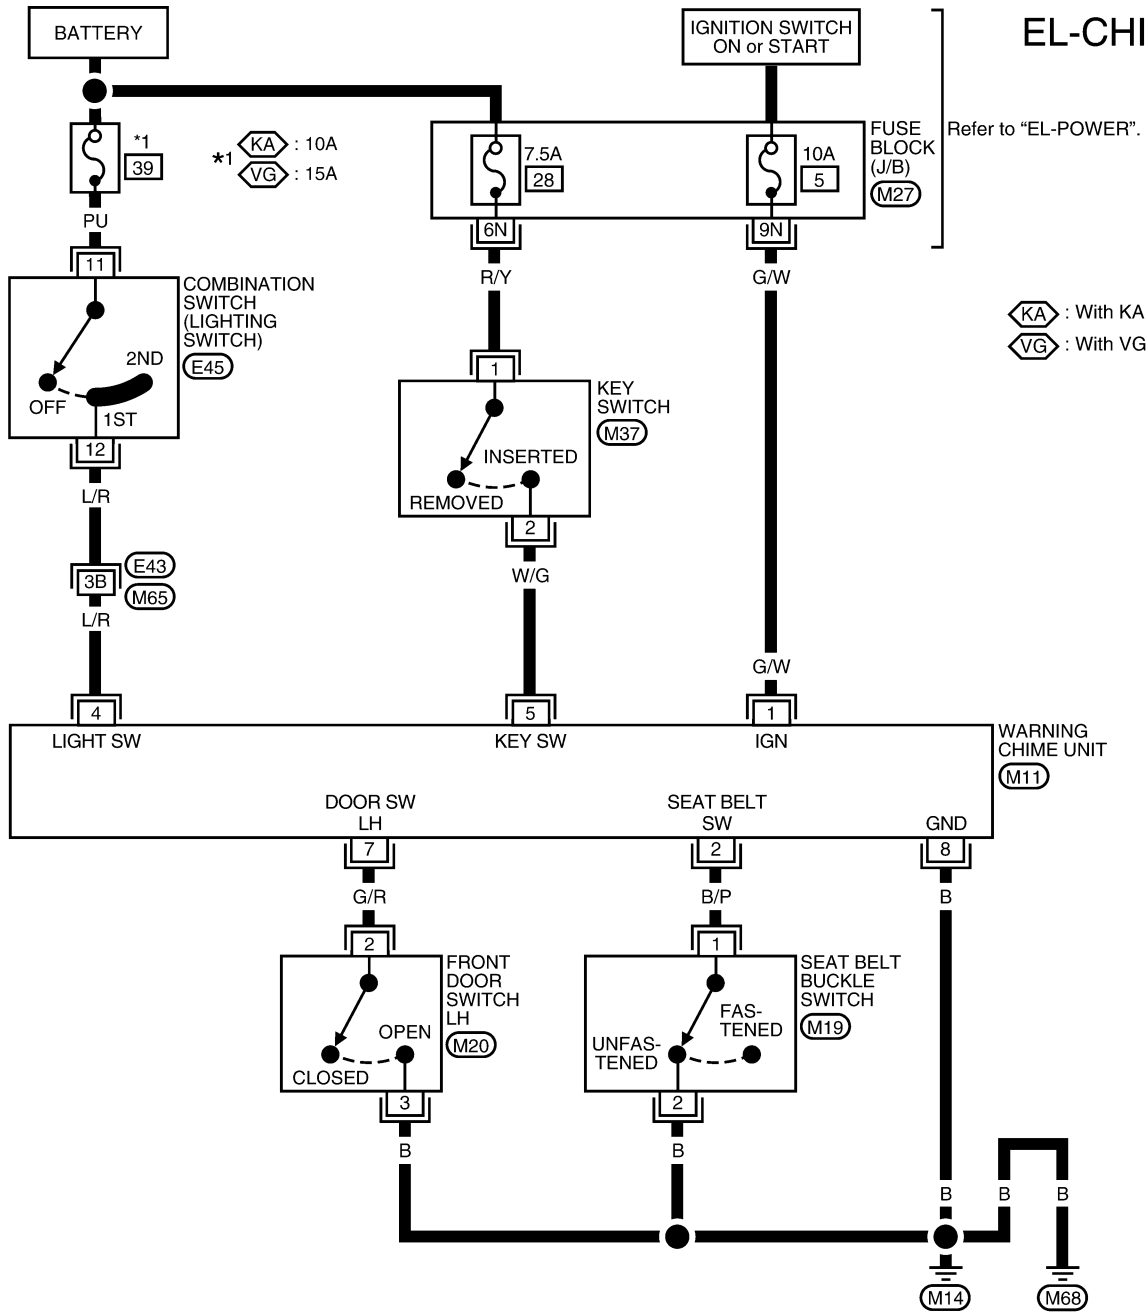 BATTERY
IGNITION SWITCH
ON or START
EL-CHI
Refer to “EL-POWER”.
*1
39
*1 KA : 10A
VG : 15A
7.5A
28
10A
5
FUSE
BLOCK
(J/B)
M27
PU
6N
9N
11
R/Y
G/W
COMBINATION
SWITCH
(LIGHTING
SWITCH)
E45
KA : With KA
VG : With VG
2ND
OFF
1ST
1
KEY
SWITCH
M37
12
INSERTED
REMOVED
L/R
2
E43
3B
M65
W/G
L/R
G/W
4
5
1
LIGHT SW
KEY SW
IGN
WARNING
CHIME UNIT
M11
DOOR SW
LH
SEAT BELT
SW
GND
7
2
8
G/R
B/P
B
2
1
FRONT
DOOR
SWITCH
LH
M20
SEAT BELT
BUCKLE
SWITCH
M19
OPEN
CLOSED
FAS-
TENED
UNFAS-
TENED
3
2
B
B
B
B
B
M14
M68